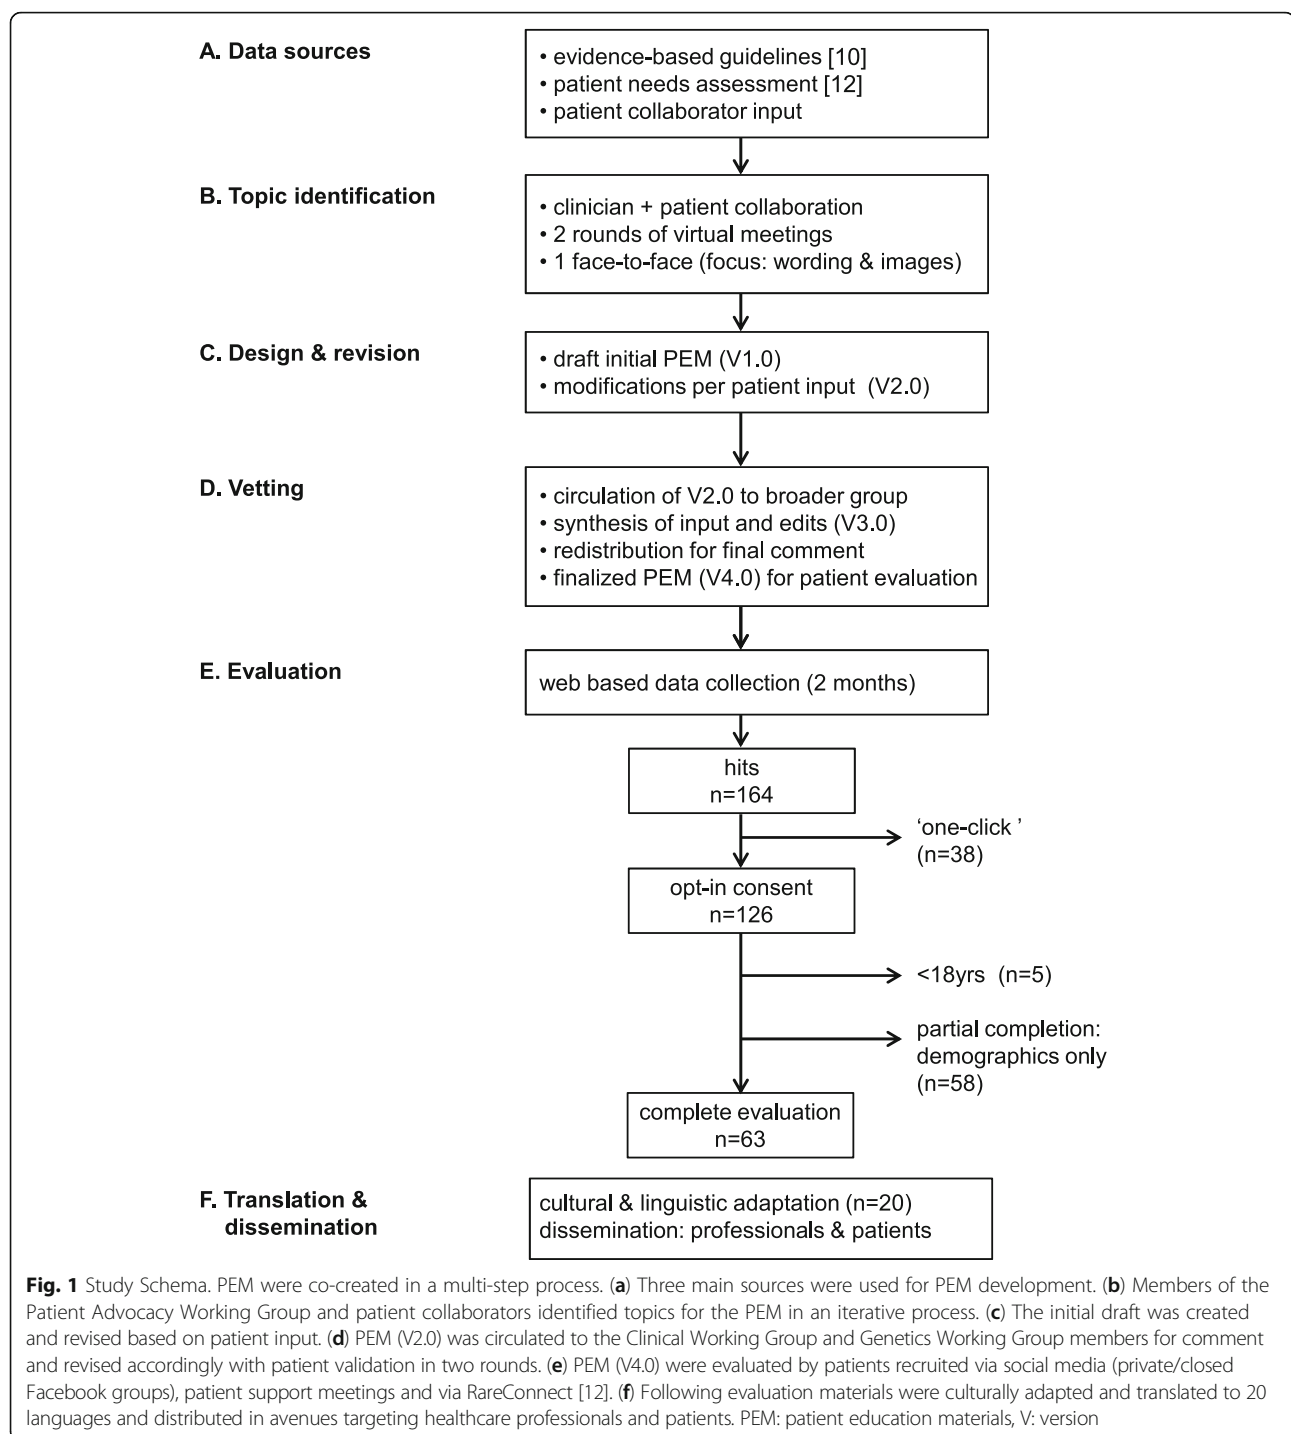 A. Data sources
• evidence-based guidelines [10]
• patient needs assessment [12]
• patient collaborator input
B. Topic identification
• clinician + patient collaboration
• 2 rounds of virtual meetings
• 1 face-to-face (focus: wording & images)
C. Design & revision
• draft initial PEM (V1.0)
• modifications per patient input (V2.0)
D. Vetting
• circulation of V2.0 to broader group
• synthesis of input and edits (V3.0)
• redistribution for final comment
• finalized PEM (V4.0) for patient evaluation
E. Evaluation
web based data collection (2 months)
hits
n=164
‘one-click ’
(n=38)
opt-in consent
n=126
<18yrs (n=5)
partial completion:
demographics only
(n=58)
complete evaluation
n=63
F. Translation &
dissemination
cultural & linguistic adaptation (n=20)
dissemination: professionals & patients
Fig. 1 Study Schema. PEM were co-created in a multi-step process. (a) Three main sources were used for PEM development. (b) Members of the
Patient Advocacy Working Group and patient collaborators identified topics for the PEM in an iterative process. (c) The initial draft was created
and revised based on patient input. (d) PEM (V2.0) was circulated to the Clinical Working Group and Genetics Working Group members for comment
and revised accordingly with patient validation in two rounds. (e) PEM (V4.0) were evaluated by patients recruited via social media (private/closed
Facebook groups), patient support meetings and via RareConnect [12]. (f) Following evaluation materials were culturally adapted and translated to 20
languages and distributed in avenues targeting healthcare professionals and patients. PEM: patient education materials, V: version